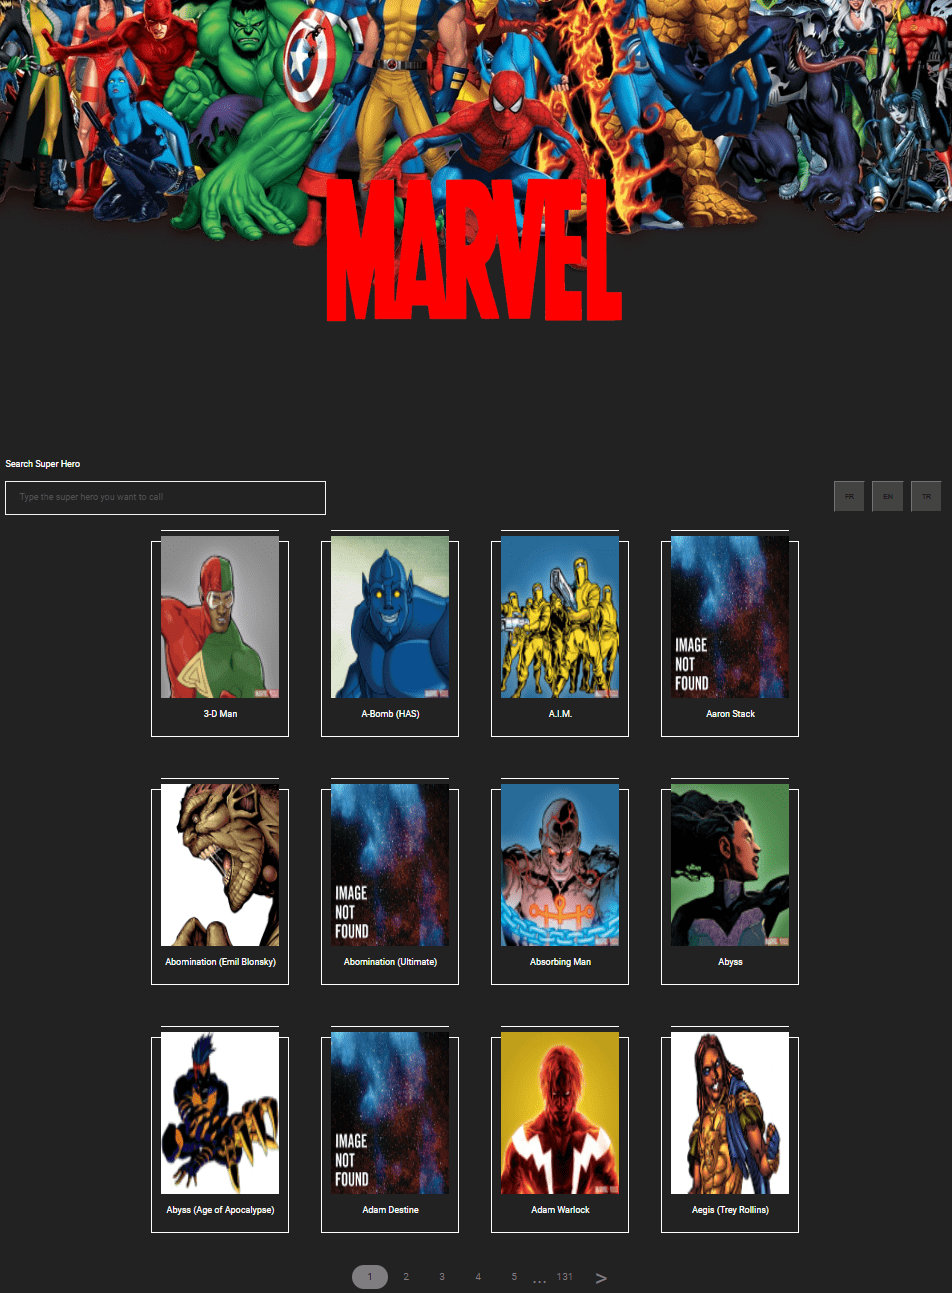 MARVEL
Search Super Hero
Type the super hero you want to call
FR EN TR
IMAGE
NOT
FOUND
3-D Man
A-Bomb (HAS)
A.I.M.
Aaron Stack
IMAGE
NOT
FOUND
Abomination (Emil Blonsky)
Abomination (Ultimate)
Absorbing Man
Abyss
IMAGE
NOT
FOUND
Abyss (Age of Apocalypse)
Adam Destine
Adam Warlock
Aegis (Trey Rollins)
1 2 3 4 5 ... 131 >